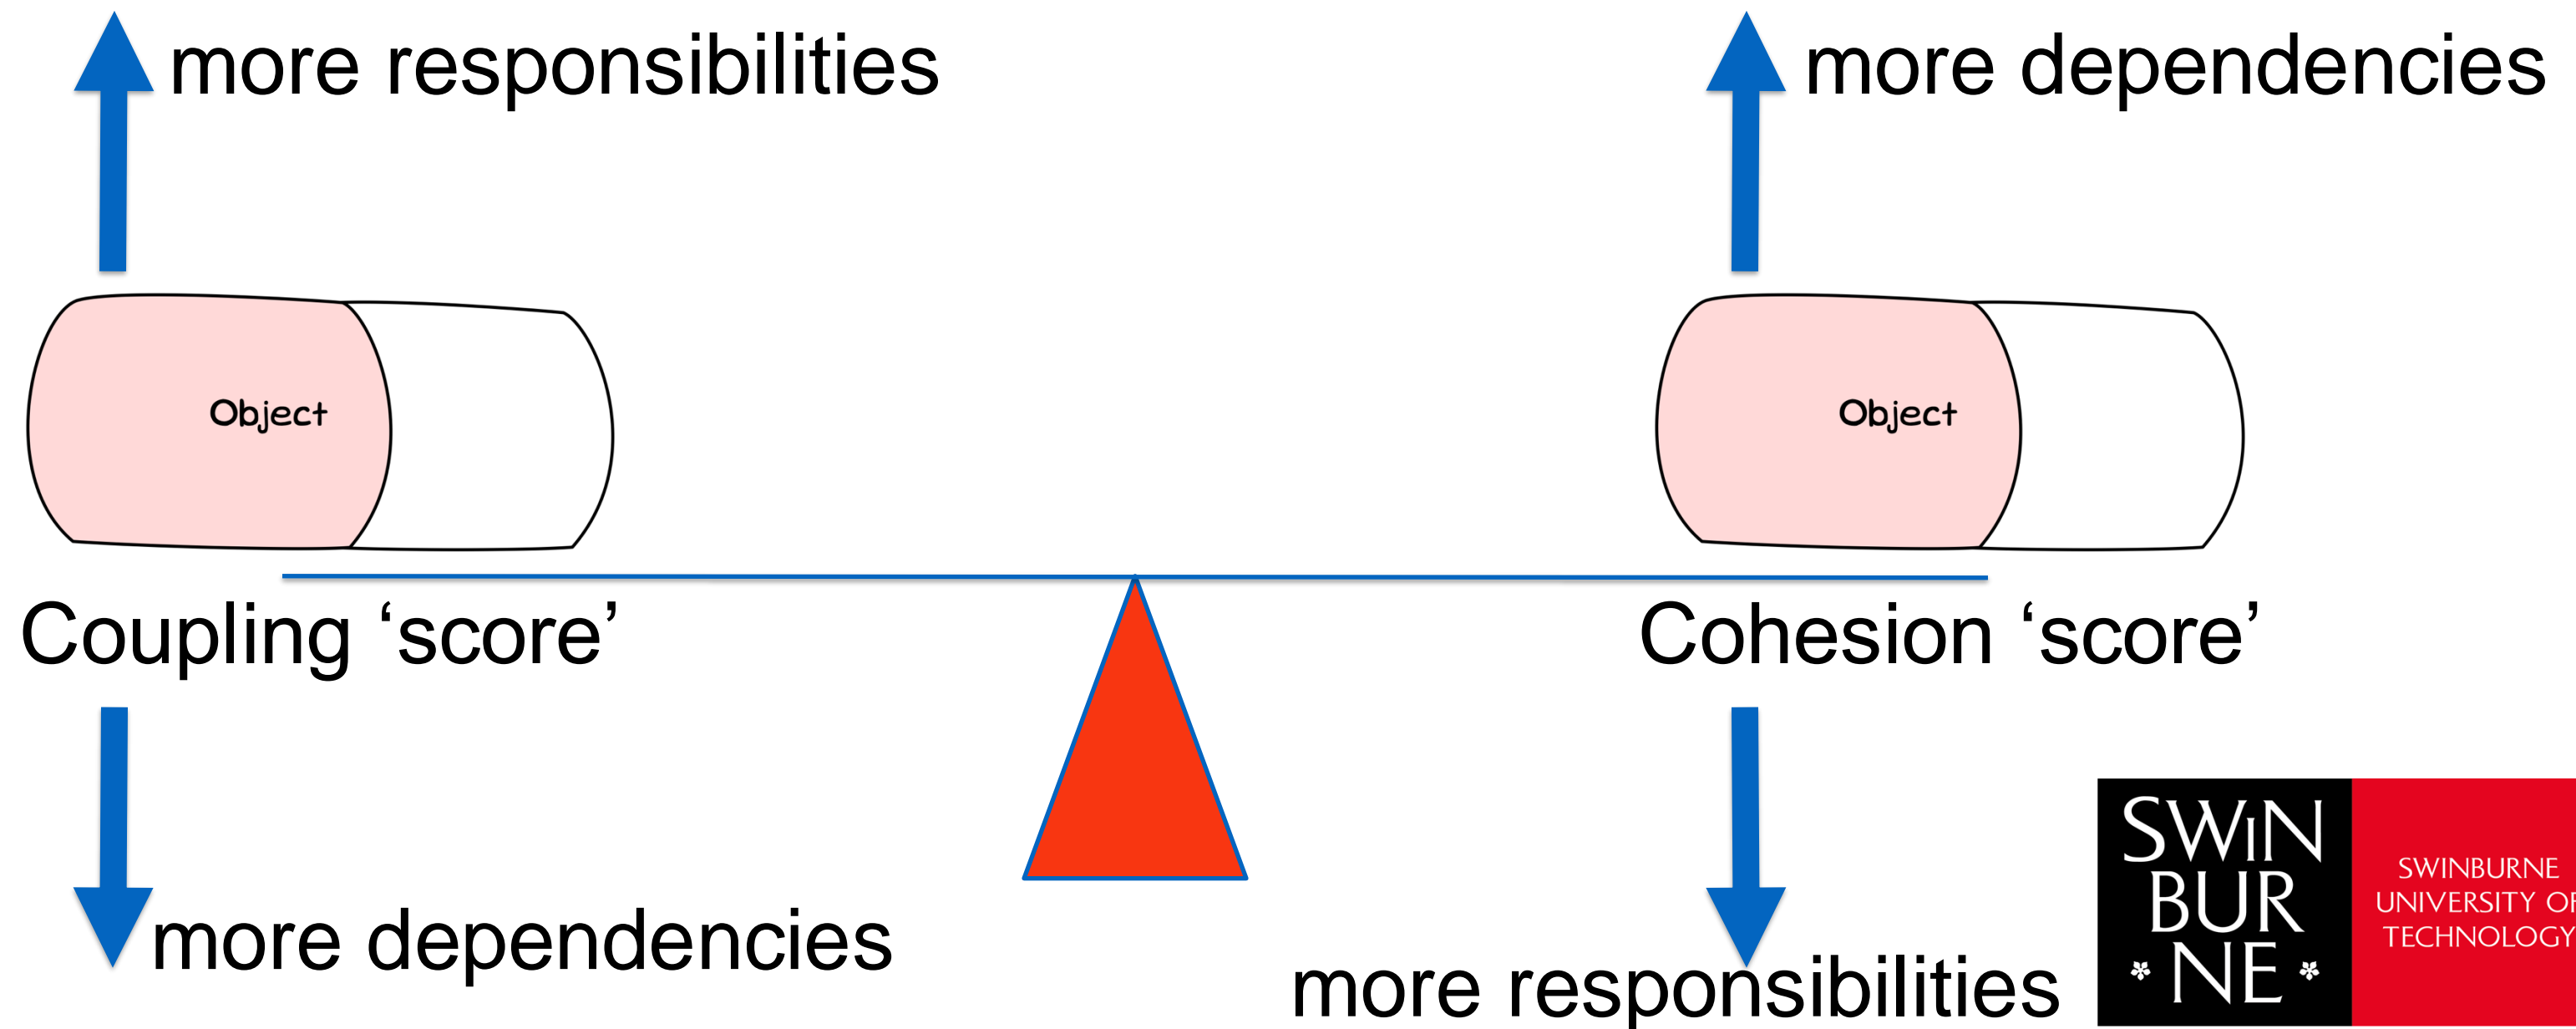 more responsibilities
more dependencies
Object
Object
Coupling ‘score’
Cohesion ‘score’
more dependencies
more responsibilities
SWIN
BUR
NE
SWINBURNE
UNIVERSITY OF
TECHNOLOGY